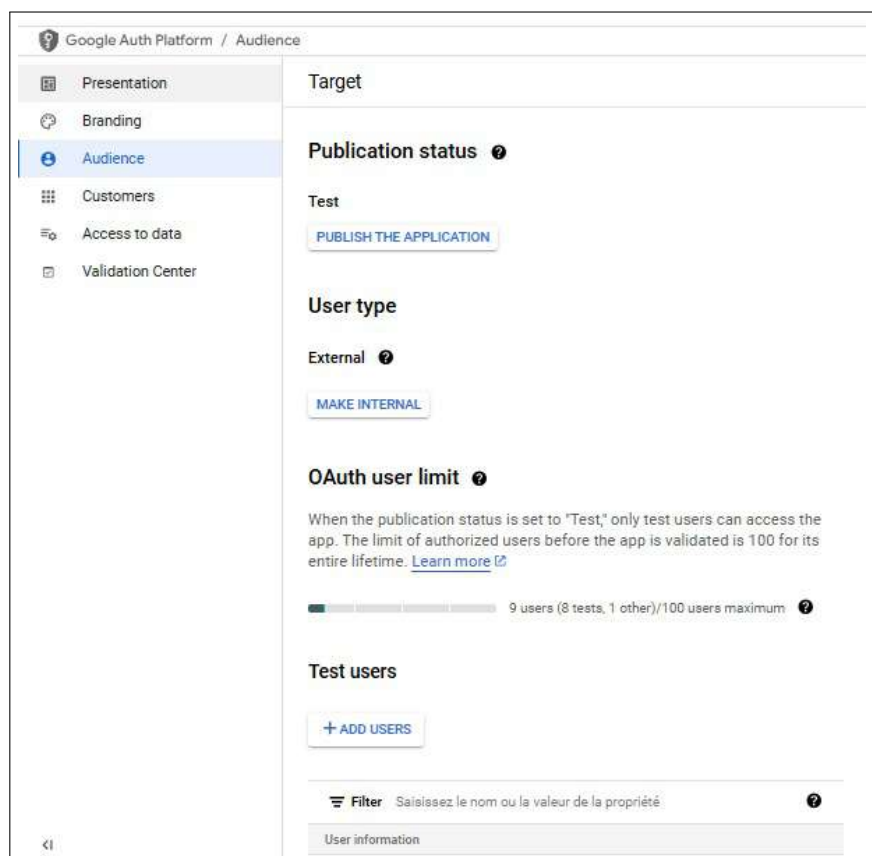 Google Auth Platform / Audience
Presentation
Branding
Audience
Customers
Access to data
Validation Center
Target
Publication status
Test
PUBLISH THE APPLICATION
User type
External
MAKE INTERNAL
OAuth user limit
When the publication status is set to "Test," only test users can access the
app. The limit of authorized users before the app is validated is 100 for its
entire lifetime. Learn more
9 users (8 tests, 1 other)/100 users maximum
Test users
+ ADD USERS
Filter Saisissez le nom ou la valeur de la propriété
User information